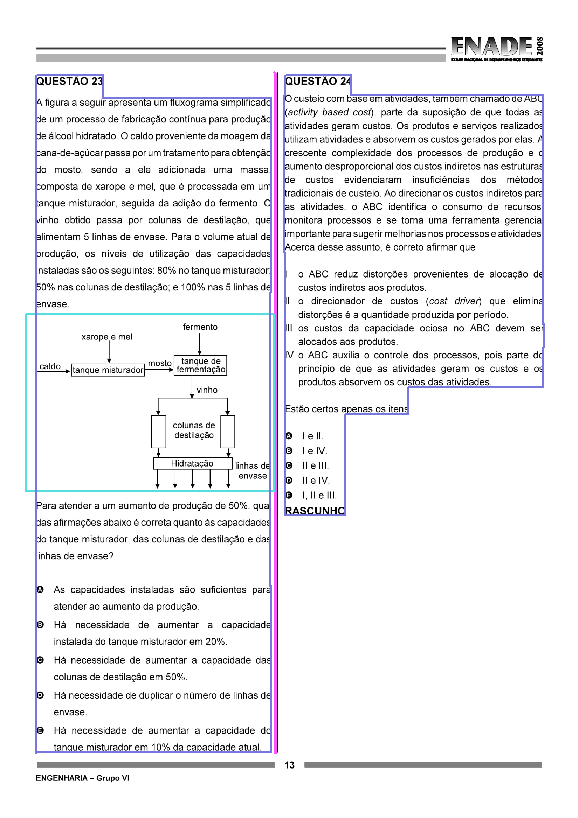 ENADE 2008
EXAME NACIONAL DE DESEMPENHO DOS ESTUDANTES
QUESTÃO 23
A figura a seguir apresenta um fluxograma simplificado
de um processo de fabricação contínua para produção
de álcool hidratado. O caldo proveniente da moagem da
cana-de-açúcar passa por um tratamento para obtenção
do mosto, sendo a ele adicionada uma massa,
composta de xarope e mel, que é processada em um
tanque misturador, seguida da adição do fermento. O
vinho obtido passa por colunas de destilação, que
alimentam 5 linhas de envase. Para o volume atual de
produção, os níveis de utilização das capacidades
instaladas são os seguintes: 80% no tanque misturador;
50% nas colunas de destilação; e 100% nas 5 linhas de
envase.
fermento
xarope e mel
caldo
tanque misturador
mosto
tanque de
fermentação
vinho
colunas de
destilação
Hidratação
linhas de
envase
Para atender a um aumento de produção de 50%, qual
das afirmações abaixo é correta quanto às capacidades
do tanque misturador, das colunas de destilação e das
linhas de envase?
A As capacidades instaladas são suficientes para
atender ao aumento da produção.
B Há necessidade de aumentar a capacidade
instalada do tanque misturador em 20%.
C Há necessidade de aumentar a capacidade das
colunas de destilação em 50%.
D Há necessidade de duplicar o número de linhas de
envase.
E Há necessidade de aumentar a capacidade do
tanque misturador em 10% da capacidade atual.
QUESTÃO 24
O custeio com base em atividades, também chamado de ABC
(activity based cost), parte da suposição de que todas as
atividades geram custos. Os produtos e serviços realizados
utilizam atividades e absorvem os custos gerados por elas. A
crescente complexidade dos processos de produção e o
aumento desproporcional dos custos indiretos nas estruturas
de custos evidenciaram insuficiências dos métodos
tradicionais de custeio. Ao direcionar os custos indiretos para
as atividades, o ABC identifica o consumo de recursos,
monitora processos e se torna uma ferramenta gerencial
importante para sugerir melhorias nos processos e atividades.
Acerca desse assunto, é correto afirmar que
I o ABC reduz distorções provenientes de alocação de
custos indiretos aos produtos.
II o direcionador de custos (cost driver) que elimina
distorções é a quantidade produzida por período.
III os custos da capacidade ociosa no ABC devem ser
alocados aos produtos.
IV o ABC auxilia o controle dos processos, pois parte do
princípio de que as atividades geram os custos e os
produtos absorvem os custos das atividades.
Estão certos apenas os itens
A I e II.
B I e IV.
C II e III.
D II e IV.
E I, II e III.
RASCUNHO
13
ENGENHARIA – Grupo VI